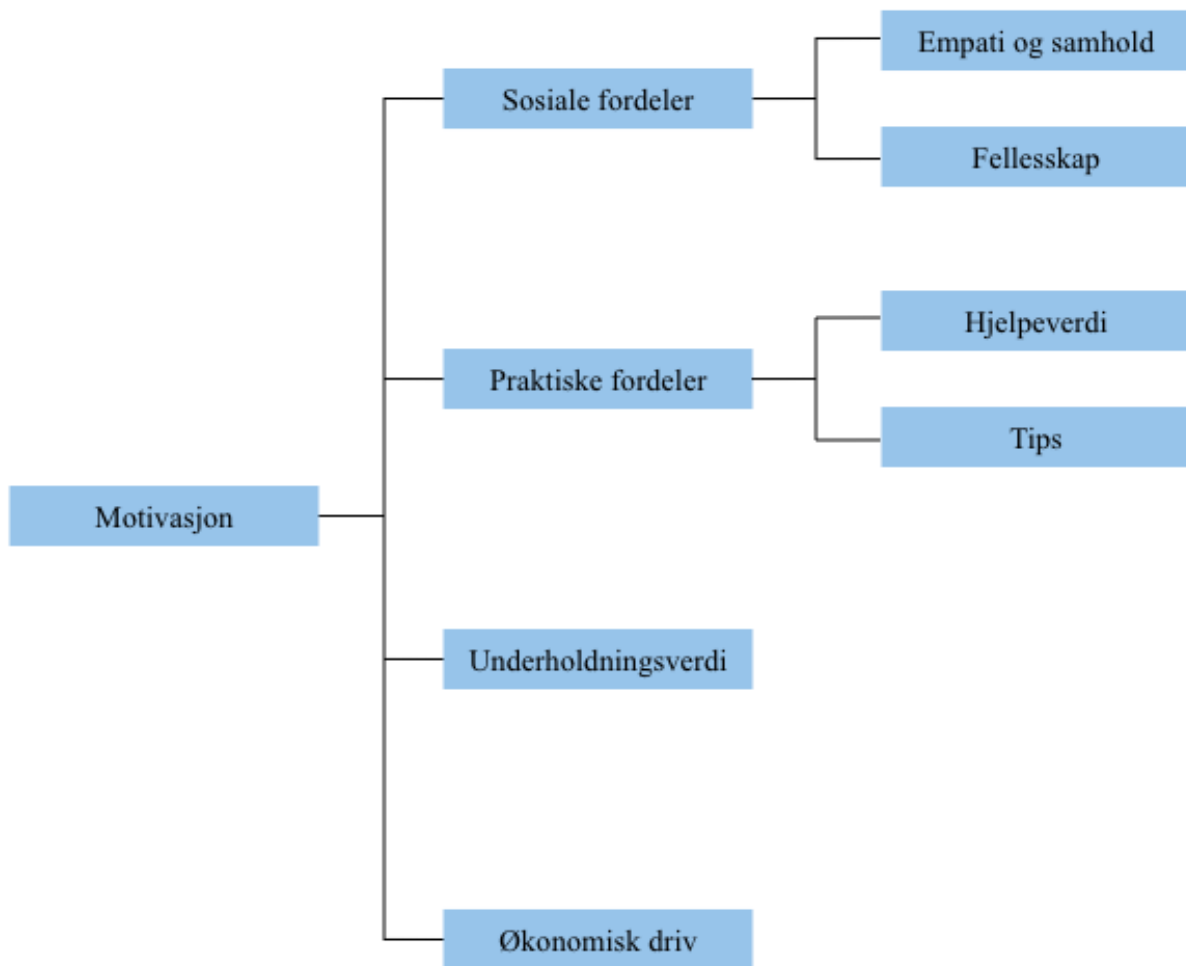 Empati og samhold
Sosiale fordeler
Fellesskap
Hjelpeverdi
Praktiske fordeler
Tips
Motivasjon
Underholdningsverdi
Økonomisk driv